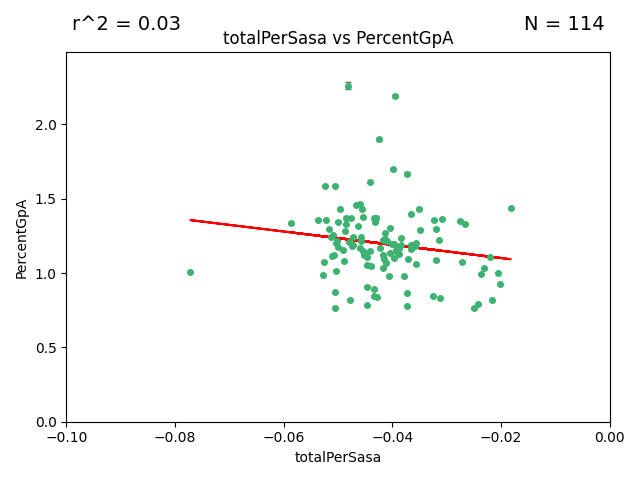 r^2 = 0.03
N = 114
totalPerSasa vs PercentGpA
PercentGpA
2.0
1.5
1.0
0.5
0.0
−0.10
−0.08
−0.06
−0.04
−0.02
0.00
totalPerSasa